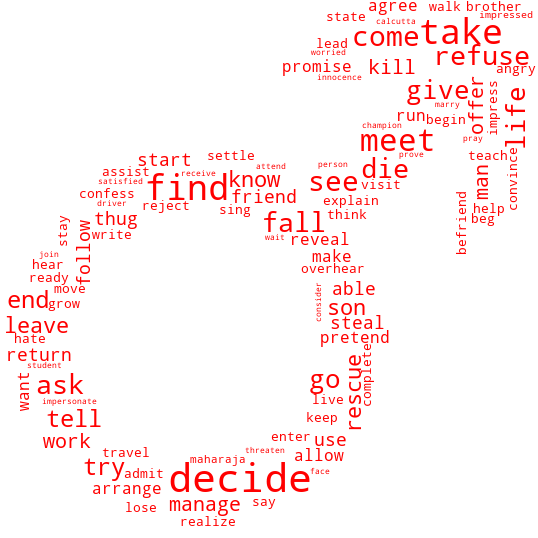 agree walk brother
state calcutta impressed
take
come
lead
worried
refuse
promise kill angry
innocence
give
offer
impress
life
marry
run begin
champion
meet
pray
convince
start settle
prove teach
assist attend person die man
find know see
satisfied receive visit
confess friend explain help
driver reject sing think beg
thug fall befriend
stay
follow
write wait reveal
join make
hear overhear
ready
move able
consider
end grow son
leave steal
hate pretend
return
student rescue
complete
want ask go
impersonate live
tell keep
work enter use
travel threaten allow
try admit maharaja face
decide
arrange
lose manage say
realize